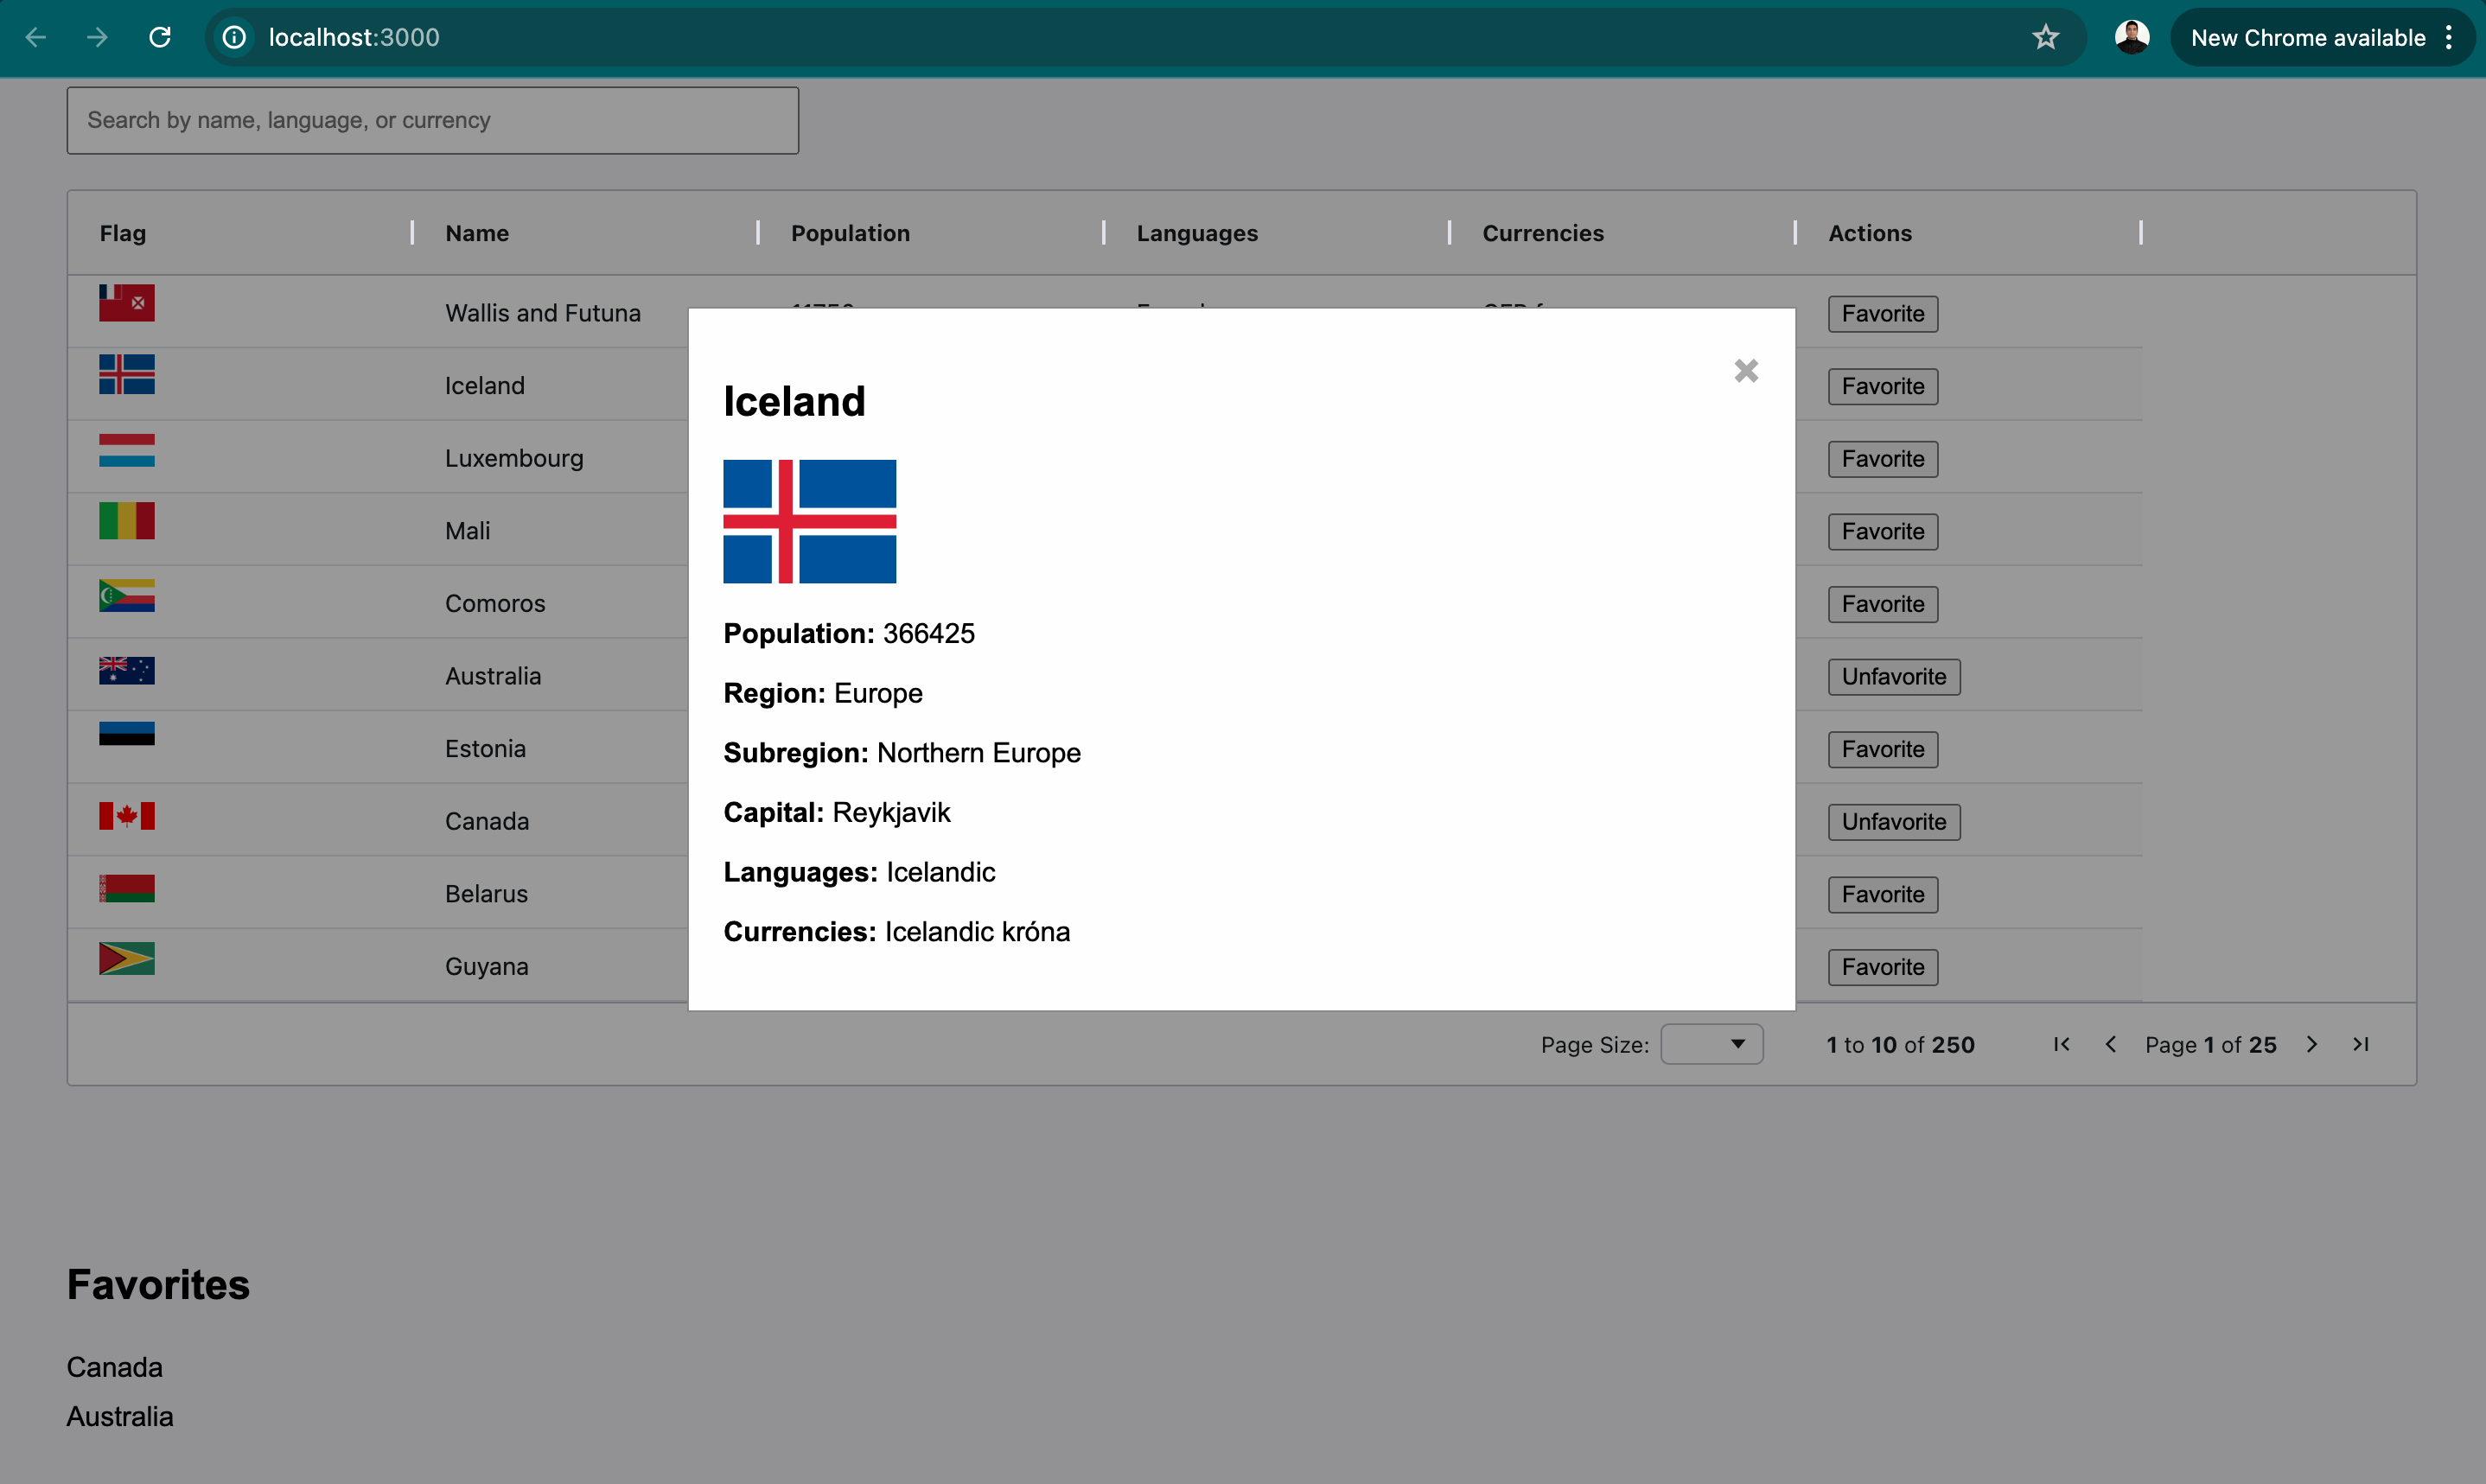 localhost:3000
New Chrome available
Search by name, language, or currency
Flag Name Population Languages Currencies Actions
Wallis and Futuna Favorite
Iceland Favorite
Luxembourg Favorite
Mali Favorite
Comoros Favorite
Australia Unfavorite
Estonia Favorite
Canada Unfavorite
Belarus Favorite
Guyana Favorite
Iceland
Population: 366425
Region: Europe
Subregion: Northern Europe
Capital: Reykjavik
Languages: Icelandic
Currencies: Icelandic króna
Page Size: 1 to 10 of 250 Page 1 of 25
Favorites
Canada
Australia